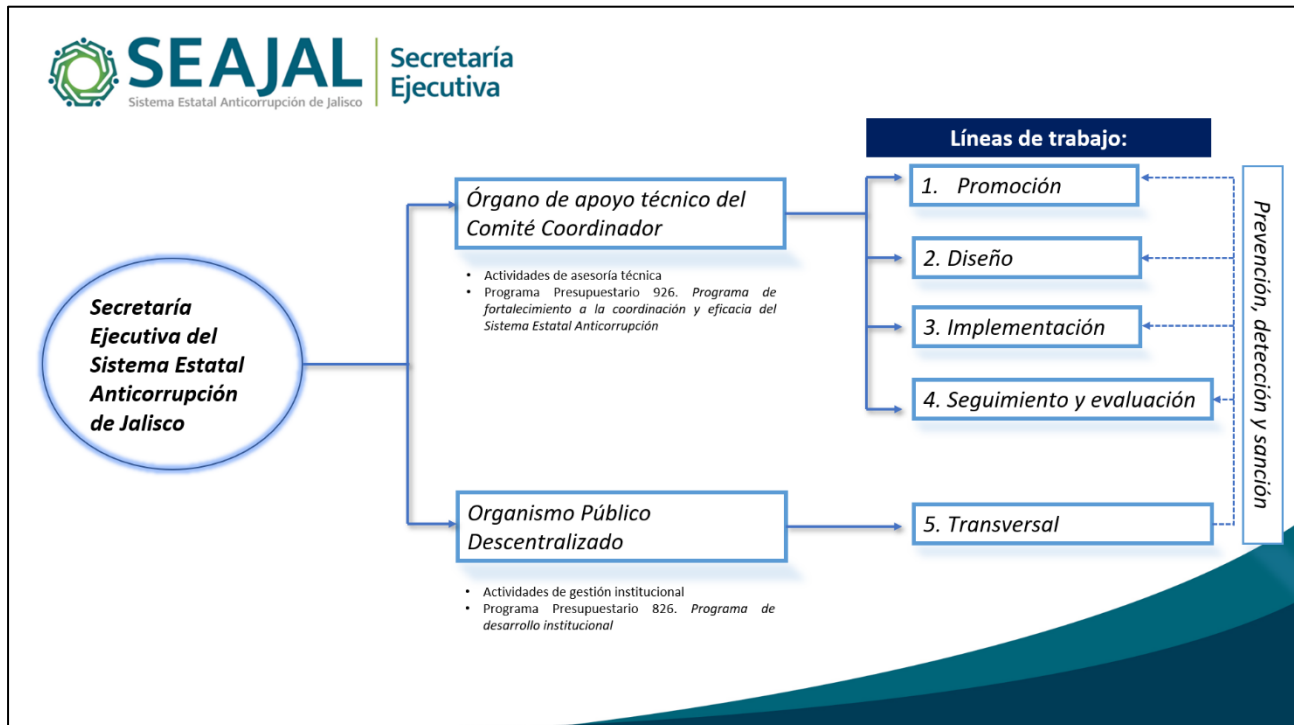 SEAJAL
Sistema Estatal Anticorrupción de Jalisco
Secretaría
Ejecutiva
Líneas de trabajo:
Secretaría
Ejecutiva del
Sistema Estatal
Anticorrupción
de Jalisco
Órgano de apoyo técnico del
Comité Coordinador
• Actividades de asesoría técnica
• Programa Presupuestario 926. Programa de
fortalecimiento a la coordinación y eficacia del
Sistema Estatal Anticorrupción
Organismo Público
Descentralizado
• Actividades de gestión institucional
• Programa Presupuestario 826. Programa de
desarrollo institucional
1. Promoción
2. Diseño
3. Implementación
4. Seguimiento y evaluación
5. Transversal
Prevención, detección y sanción